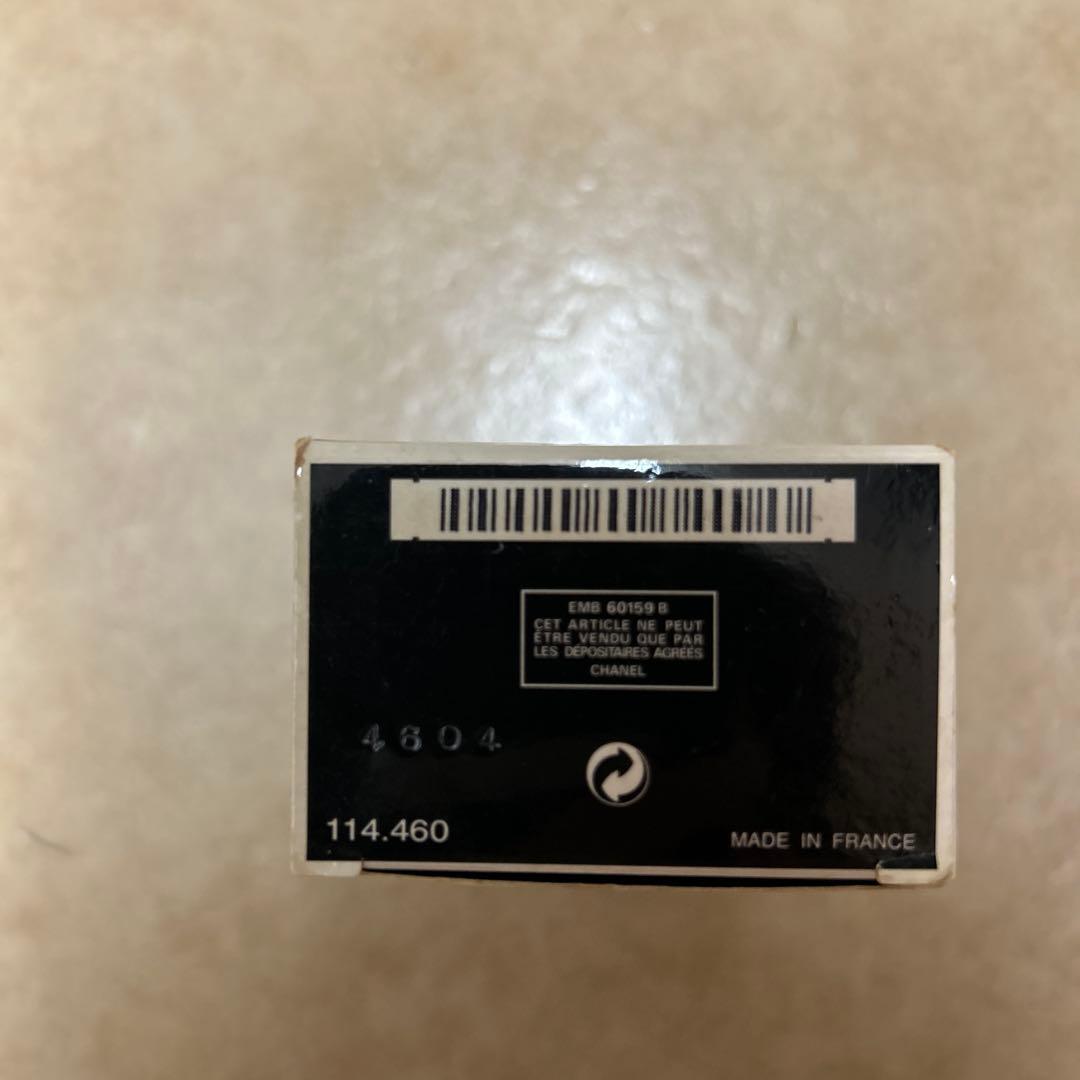 EMB 60159 B
CET ARTICLE NE PEUT
ÊTRE VENDU QUE PAR
LES DÉPOSITAIRES AGRÉÉS
CHANEL
4604
114.460
MADE IN FRANCE